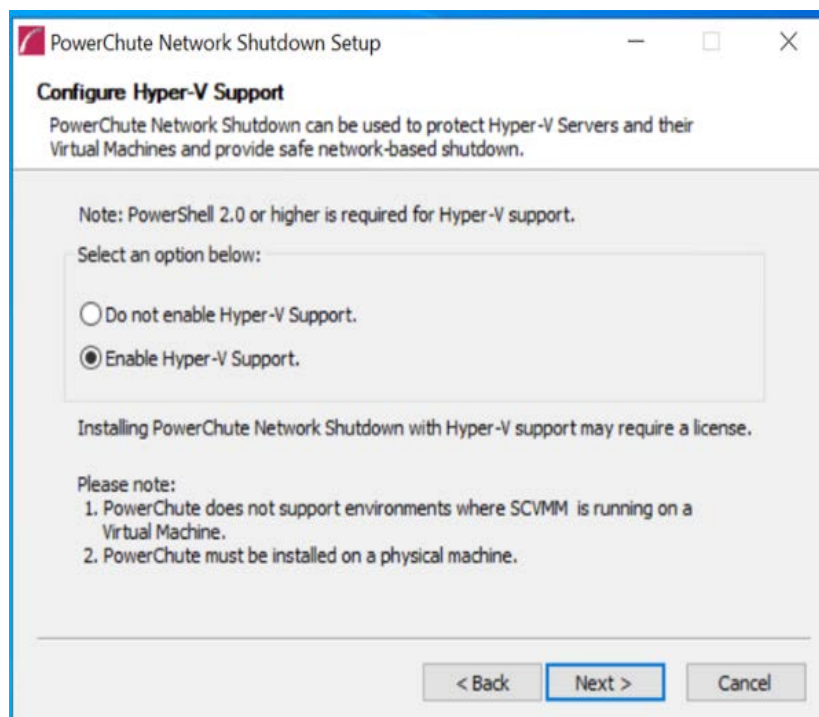 PowerChute Network Shutdown Setup
Configure Hyper-V Support
PowerChute Network Shutdown can be used to protect Hyper-V Servers and their
Virtual Machines and provide safe network-based shutdown.
Note: PowerShell 2.0 or higher is required for Hyper-V support.
Select an option below:
Do not enable Hyper-V Support.
Enable Hyper-V Support.
Installing PowerChute Network Shutdown with Hyper-V support may require a license.
Please note:
1. PowerChute does not support environments where SCVMM is running on a
Virtual Machine.
2. PowerChute must be installed on a physical machine.
< Back Next > Cancel